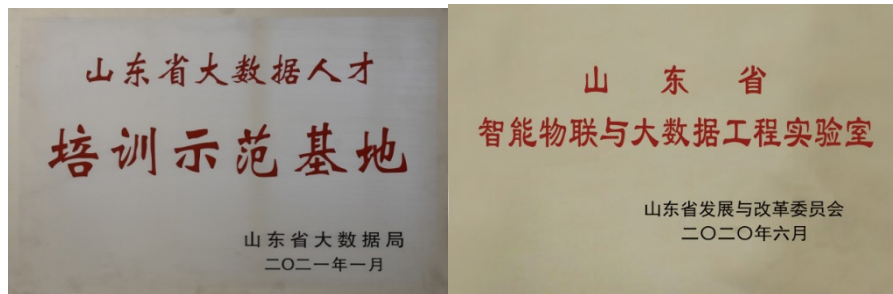 山东省大数据人才
培训示范基地
山东省大数据局
二〇二一年一月
山东省
智能物联与大数据工程实验室
山东省发展与改革委员会
二〇二〇年六月